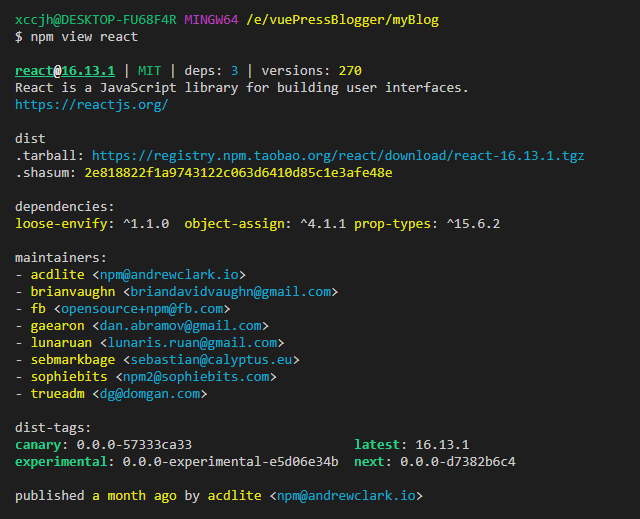 xccjh@DESKTOP-FU68F4R MINGW64 /e/vuePressBlogger/myBlog
$ npm view react
react@16.13.1 | MIT | deps: 3 | versions: 270
React is a JavaScript library for building user interfaces.
https://reactjs.org/
dist
.tarball: https://registry.npm.taobao.org/react/download/react-16.13.1.tgz
.shasum: 2e818822f1a9743122c063d6410d85c1e3afe48e
dependencies:
loose-envify: ^1.1.0  object-assign: ^4.1.1 prop-types: ^15.6.2
maintainers:
- acdlite <npm@andrewclark.io>
- brianvaughn <briandavidvaughn@gmail.com>
- fb <opensource+npm@fb.com>
- gaearon <dan.abramov@gmail.com>
- lunaruan <lunaris.ruan@gmail.com>
- sebmarkbage <sebastian@calyptus.eu>
- sophiebits <npm2@sophiebits.com>
- trueadm <dg@domgan.com>
dist-tags:
canary: 0.0.0-57333ca33                     latest: 16.13.1
experimental: 0.0.0-experimental-e5d06e34b  next: 0.0.0-d7382b6c4
published a month ago by acdlite <npm@andrewclark.io>